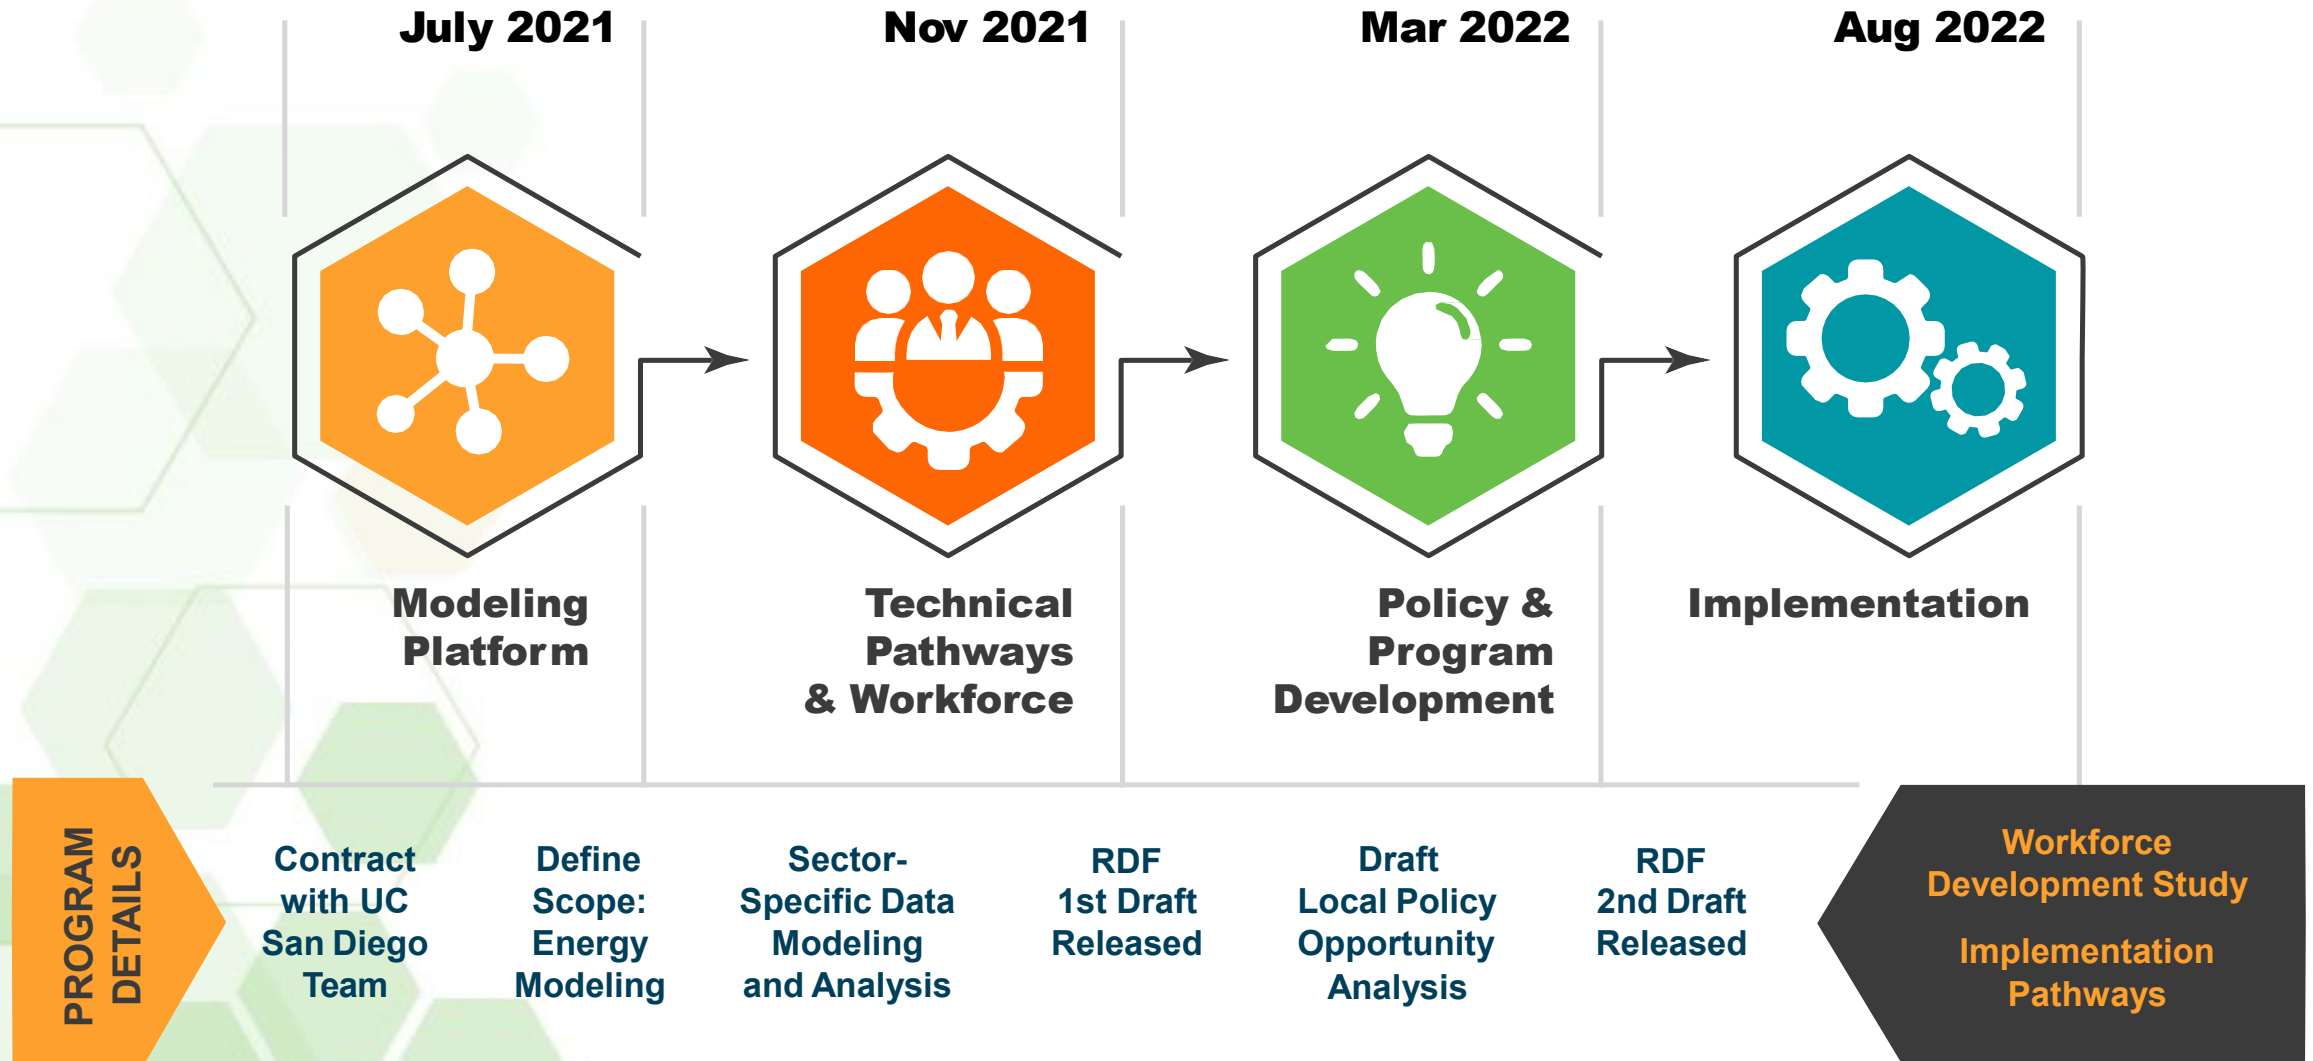 July 2021
Nov 2021
Mar 2022
Aug 2022
Modeling
Platform
Technical
Pathways
& Workforce
Policy &
Program
Development
Implementation
PROGRAM
DETAILS
Contract
with UC
San Diego
Team
Define
Scope:
Energy
Modeling
Sector-
Specific Data
Modeling
and Analysis
RDF
1st Draft
Released
Draft
Local Policy
Opportunity
Analysis
RDF
2nd Draft
Released
Workforce
Development Study
Implementation
Pathways